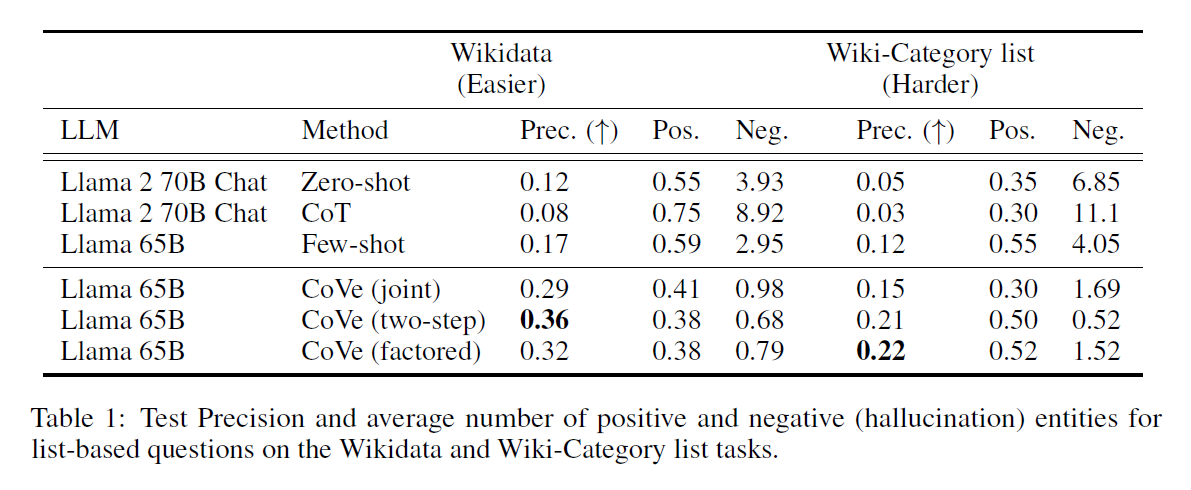 Wikidata Wiki-Category list
(Easier) (Harder)
LLM Method Prec. (↑) Pos. Neg. Prec. (↑) Pos. Neg.
Llama 2 70B Chat Zero-shot 0.12 0.55 3.93 0.05 0.35 6.85
Llama 2 70B Chat CoT 0.08 0.75 8.92 0.03 0.30 11.1
Llama 65B Few-shot 0.17 0.59 2.95 0.12 0.55 4.05
Llama 65B CoVe (joint) 0.29 0.41 0.98 0.15 0.30 1.69
Llama 65B CoVe (two-step) 0.36 0.38 0.68 0.21 0.50 0.52
Llama 65B CoVe (factored) 0.32 0.38 0.79 0.22 0.52 1.52
Table 1: Test Precision and average number of positive and negative (hallucination) entities for
list-based questions on the Wikidata and Wiki-Category list tasks.